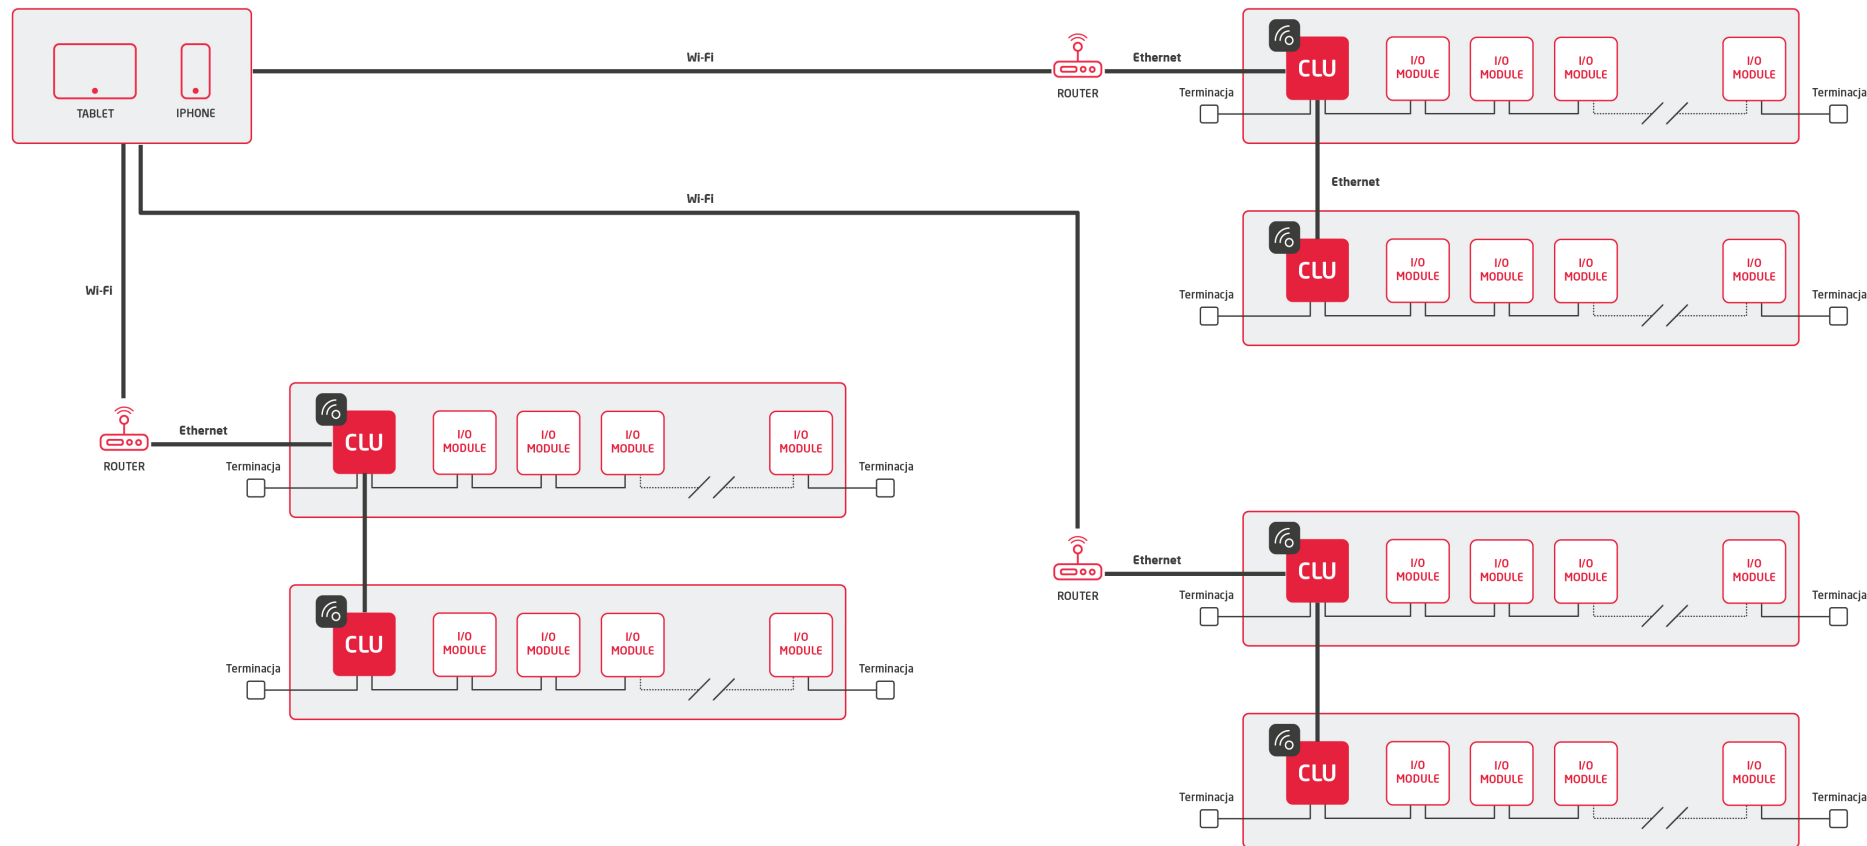 TABLET
IPHONE
Wi-Fi
ROUTER
Ethernet
CLU
I/O
MODULE
I/O
MODULE
I/O
MODULE
I/O
MODULE
Terminacja
Terminacja
Ethernet
CLU
I/O
MODULE
I/O
MODULE
I/O
MODULE
I/O
MODULE
Terminacja
Terminacja
Wi-Fi
Wi-Fi
ROUTER
Ethernet
CLU
I/O
MODULE
I/O
MODULE
I/O
MODULE
I/O
MODULE
Terminacja
Terminacja
CLU
I/O
MODULE
I/O
MODULE
I/O
MODULE
I/O
MODULE
Terminacja
Terminacja
ROUTER
Ethernet
CLU
I/O
MODULE
I/O
MODULE
I/O
MODULE
I/O
MODULE
Terminacja
Terminacja
CLU
I/O
MODULE
I/O
MODULE
I/O
MODULE
I/O
MODULE
Terminacja
Terminacja